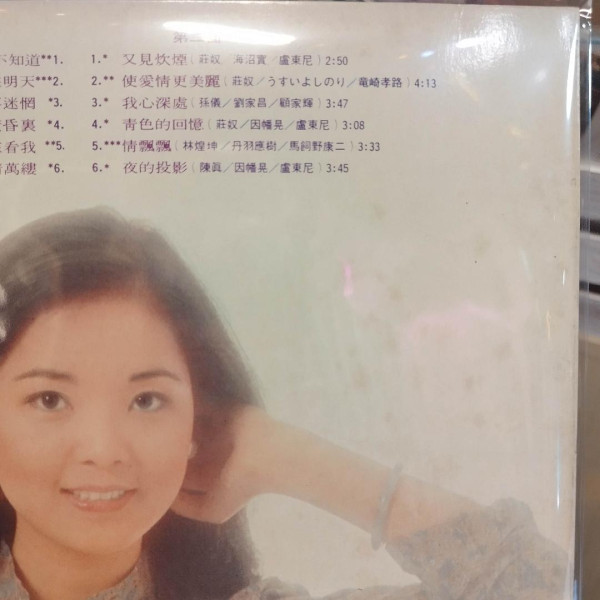 第二
不知道**1.
1.* 又見炊煙(莊奴/海沼實/盧東尼)2:50
明天***2.
2.** 使愛情更美麗(莊奴/うすいよしのり/竜崎孝路)4:13
迷惘 *3.
3.* 我心深處(孫儀/劉家昌/顧家輝)3:47
昏裏 *4.
4.* 青色的回憶(莊奴/因幡晃/盧東尼)3:08
看我 **5.
5.*** 情飄飄(林煌坤/丹羽應樹/馬飼野康二)3:33
萬縷 *6.
6.* 夜的投影(陳眞/因幡晃/盧東尼)3:45